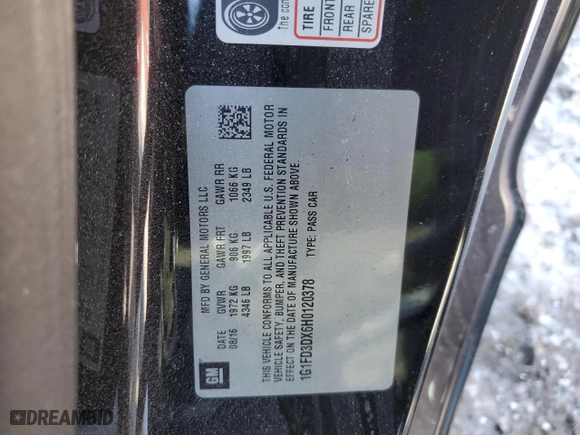 The
TIRE
FRONT
REAR
SPARE
GM
MFD BY GENERAL MOTORS LLC
DATE GVWR GAWR FRT GAWR RR
08/16 1972 KG 906 KG 1066 KG
4346 LB 1997 LB 2349 LB
THIS VEHICLE CONFORMS TO ALL APPLICABLE U.S. FEDERAL MOTOR
VEHICLE SAFETY, BUMPER, AND THEFT PREVENTION STANDARDS IN
EFFECT ON THE DATE OF MANUFACTURE SHOWN ABOVE.
1G1FD3DX6H0120378 TYPE: PASS CAR
DREAMBID